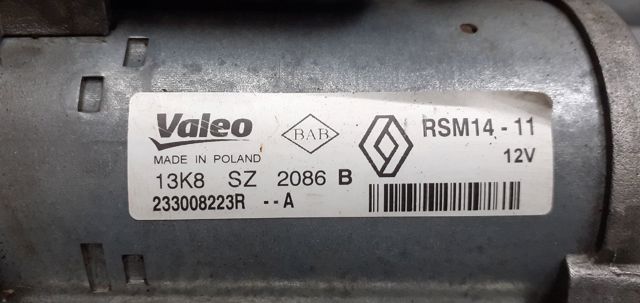 Valeo
MADE IN POLAND
BAB
RSM14 - 11
12V
13K8 SZ 2086 B
233008223R --A